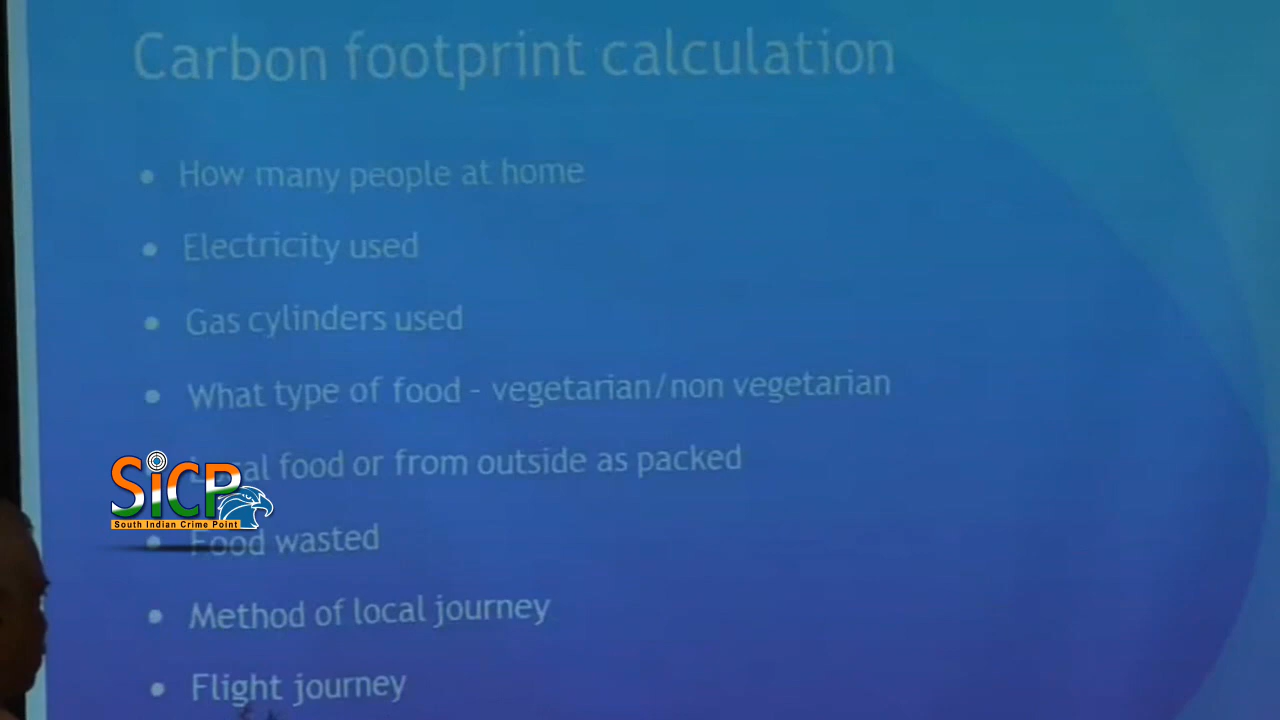 Carbon footprint calculation
• How many people at home
• Electricity used
• Gas cylinders used
• What type of food - vegetarian/non vegetarian
Local food or from outside as packed
SiCP
South Indian Crime Point
• Food wasted
• Method of local journey
• Flight journey